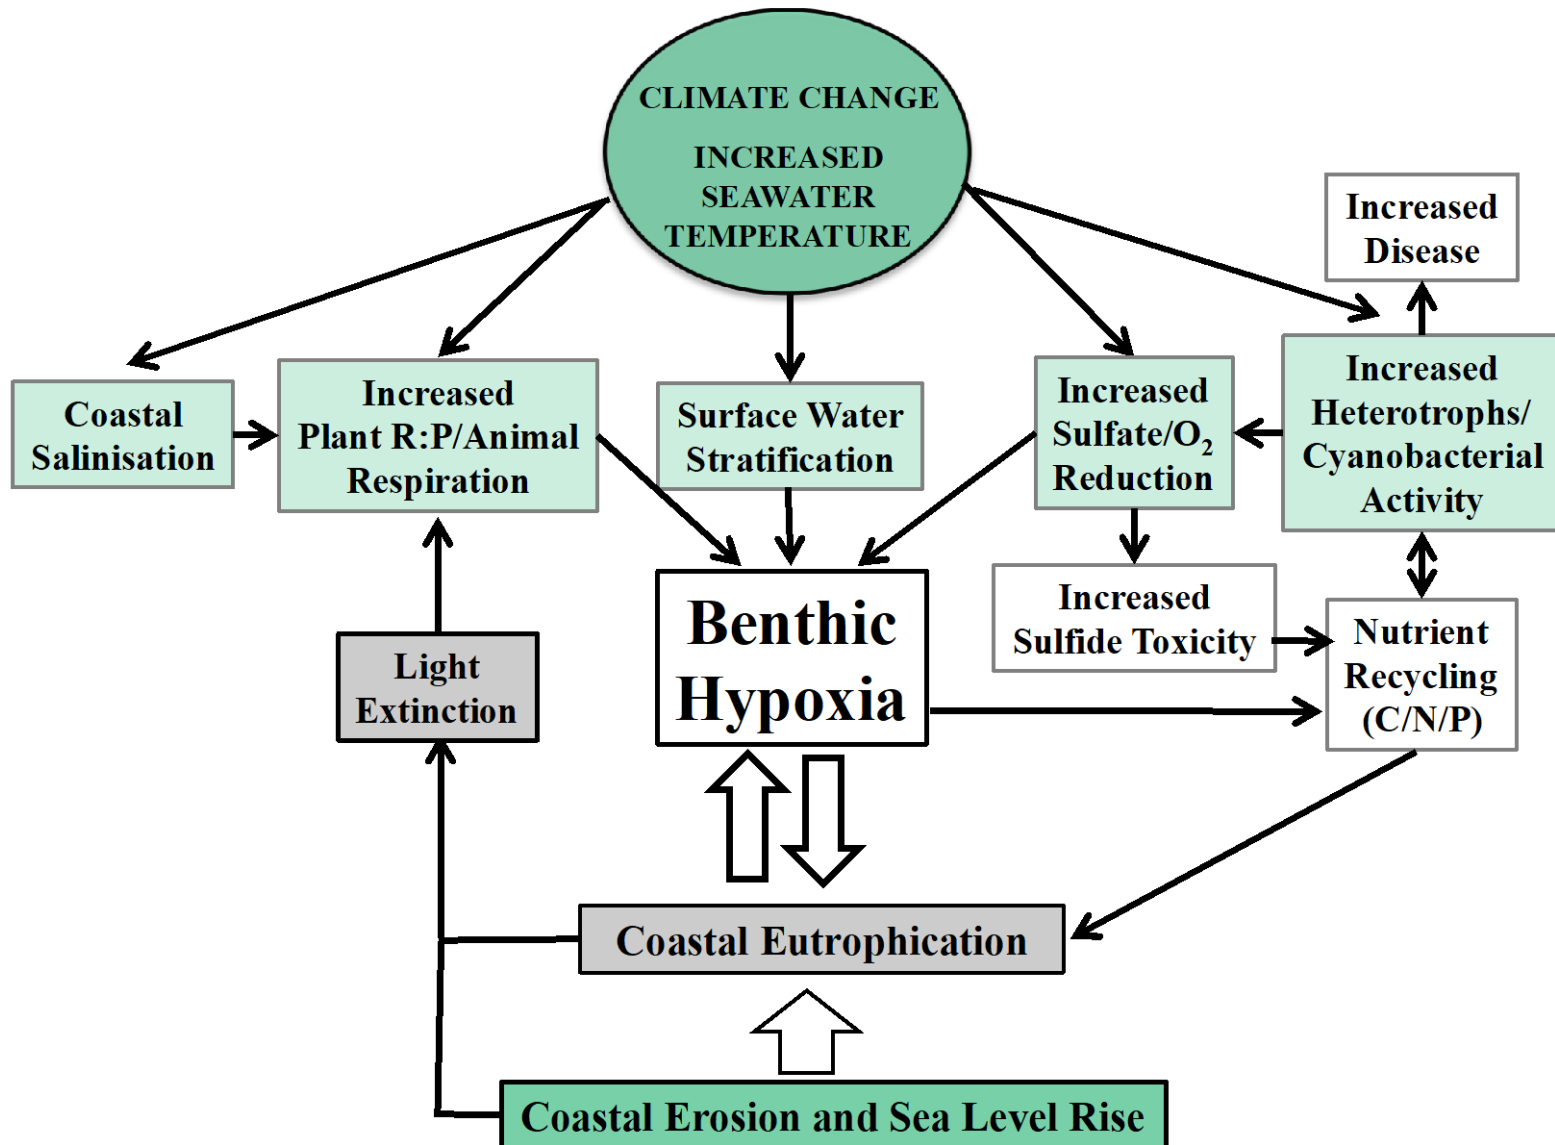 CLIMATE CHANGE
INCREASED
SEAWATER
TEMPERATURE
Increased
Disease
Coastal
Salinisation
Increased
Plant R:P/Animal
Respiration
Surface Water
Stratification
Increased
Sulfate/O₂
Reduction
Increased
Heterotrophs/
Cyanobacterial
Activity
Light
Extinction
Benthic
Hypoxia
Increased
Sulfide Toxicity
Nutrient
Recycling
(C/N/P)
Coastal Eutrophication
Coastal Erosion and Sea Level Rise